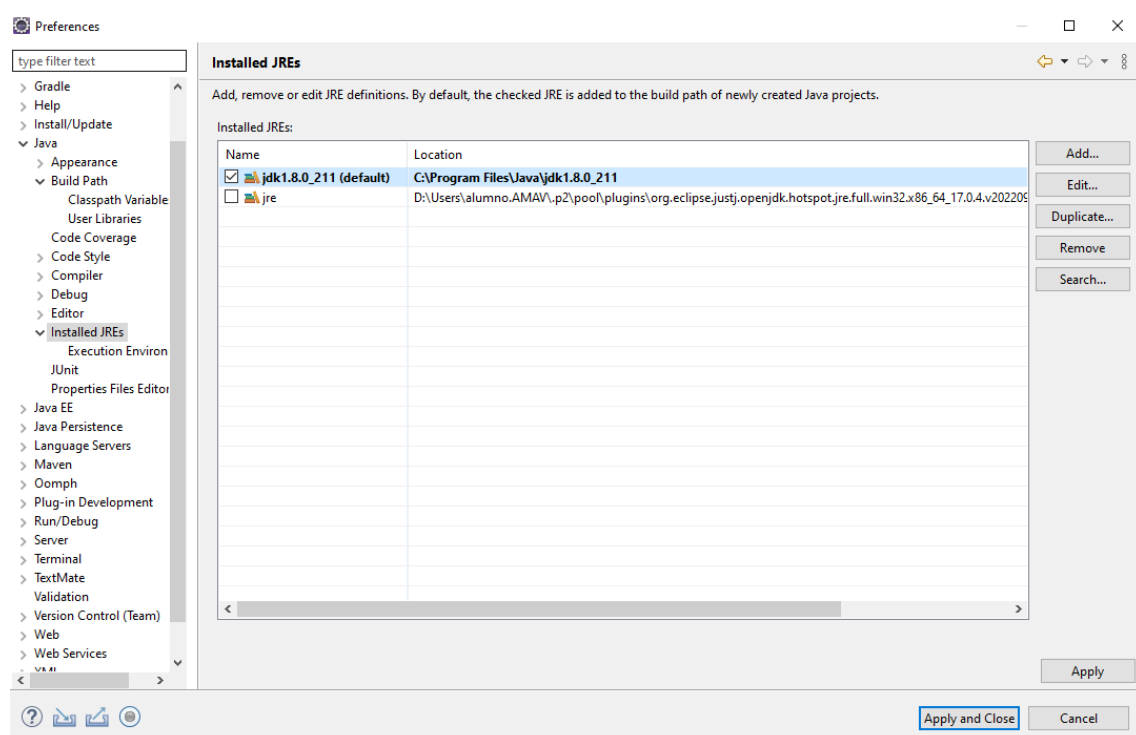 Preferences
type filter text
Gradle
Help
Install/Update
Java
Appearance
Build Path
Classpath Variable
User Libraries
Code Coverage
Code Style
Compiler
Debug
Editor
Installed JREs
Execution Environ
JUnit
Properties Files Editor
Java EE
Java Persistence
Language Servers
Maven
Oomph
Plug-in Development
Run/Debug
Server
Terminal
TextMate
Validation
Version Control (Team)
Web
Web Services
XML
Installed JREs
Add, remove or edit JRE definitions. By default, the checked JRE is added to the build path of newly created Java projects.
Installed JREs:
Name Location
jdk1.8.0_211 (default) C:\Program Files\Java\jdk1.8.0_211
jre D:\Users\alumno.AMAV\.p2\pool\plugins\org.eclipse.justj.openjdk.hotspot.jre.full.win32.x86_64_17.0.4.v202209
Add...
Edit...
Duplicate...
Remove
Search...
Apply
Apply and Close
Cancel